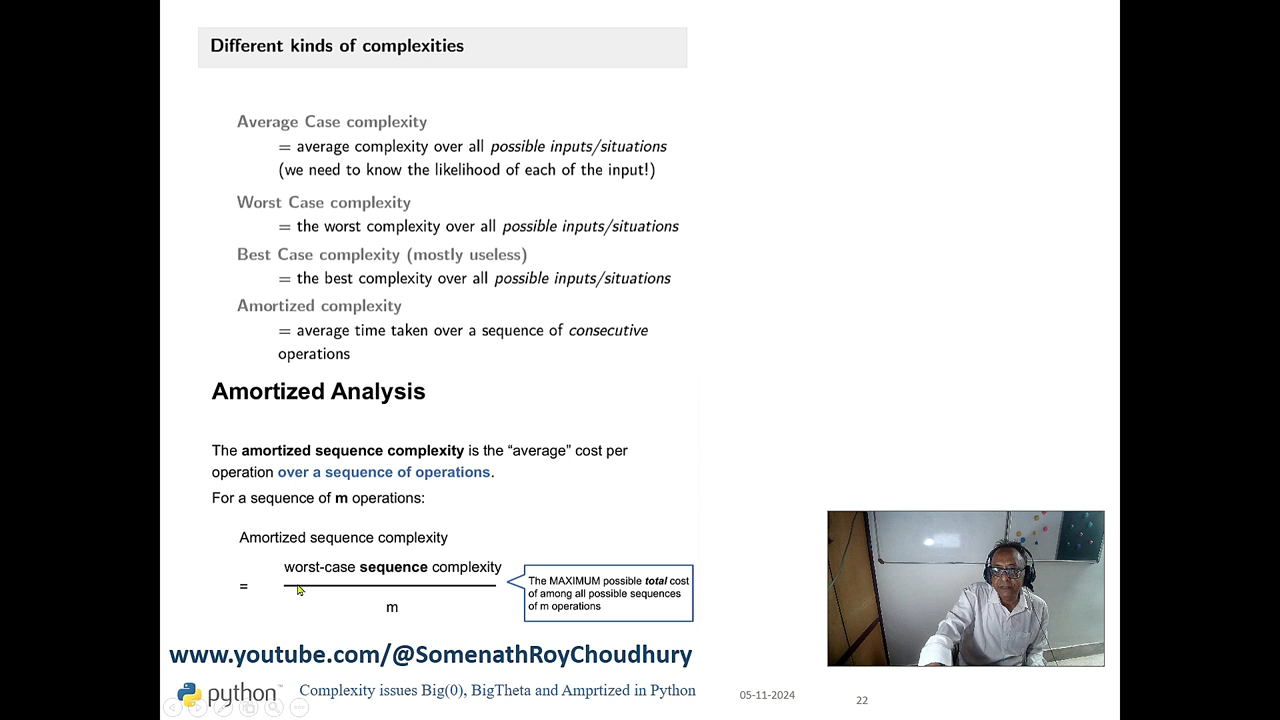 Different kinds of complexities
Average Case complexity
= average complexity over all possible inputs/situations
(we need to know the likelihood of each of the input!)
Worst Case complexity
= the worst complexity over all possible inputs/situations
Best Case complexity (mostly useless)
= the best complexity over all possible inputs/situations
Amortized complexity
= average time taken over a sequence of consecutive
operations
Amortized Analysis
The amortized sequence complexity is the “average” cost per
operation over a sequence of operations.
For a sequence of m operations:
Amortized sequence complexity
worst-case sequence complexity
=
m
The MAXIMUM possible total cost
of among all possible sequences
of m operations
www.youtube.com/@SomenathRoyChoudhury
python™
Complexity issues Big(0), BigTheta and Amprtized in Python
05-11-2024
22